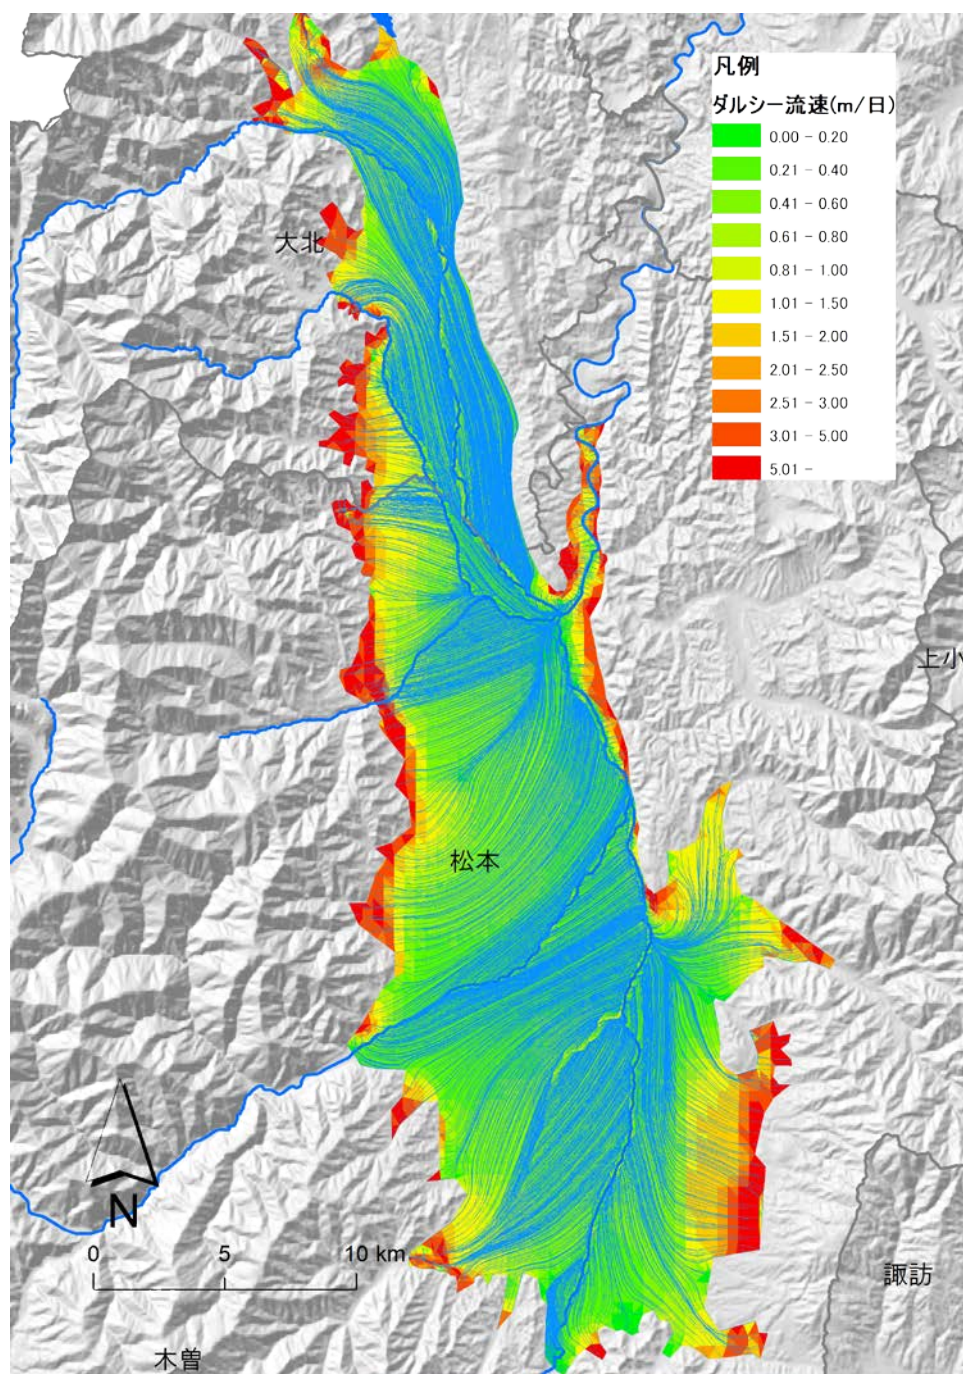 凡例
ダルシー流速(m/日)
0.00 - 0.20
0.21 - 0.40
0.41 - 0.60
0.61 - 0.80
0.81 - 1.00
1.01 - 1.50
1.51 - 2.00
2.01 - 2.50
2.51 - 3.00
3.01 - 5.00
5.01 -
大北
上小
松本
N
0 5 10 km
諏訪
木曽